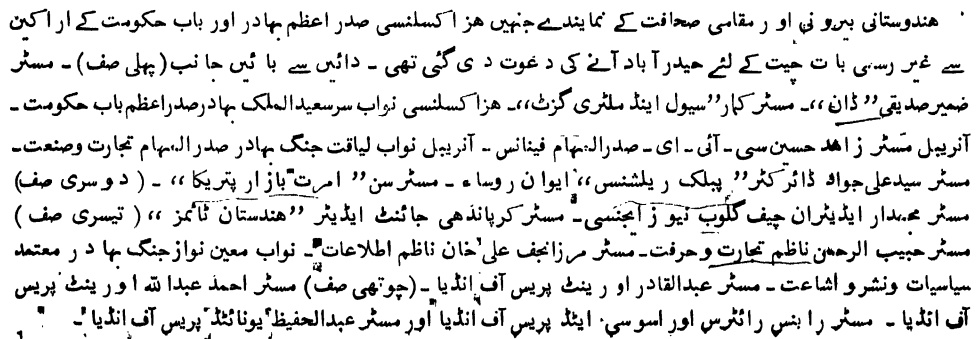 ہندوستانی بیرونی اور مقامی صحافت کے نمایندے جنہیں ہز اکسلنسی صدر اعظم بہادر اور باب حکومت کے اراکین
سے غیر رسمی بات چیت کے لئے حیدرآباد آنے کی دعوت دی گئی تھی ۔ دائیں سے بائیں جانب (پہلی صف) ۔ مسٹر
ضمیر صدیقی ”ڈان“۔ مسٹر کمار ”سیول اینڈ ملٹری گزٹ“۔ ہز اکسلنسی نواب سر سعید الملک بہادر صدر اعظم باب حکومت ۔
آنریبل مسٹر زاہد حسین سی ۔ آئی ۔ ای ۔ صدر المہام فینانس ۔ آنریبل نواب لیاقت جنگ بہادر صدر المہام تجارت وصنعت ۔
مسٹر سید علی جواد ڈائرکٹر ”پبلک ریلشنس“ ایوان روساء ۔ مسٹر سن ”امرت بازار پتریکا“ ۔ (دوسری صف)
مسٹر مجمدار ایڈیٹران چیف گلوب نیوز ایجنسی ۔ مسٹر کرپاندھی جائنٹ ایڈیٹر ”ہندستان ٹائمز“ (تیسری صف)
مسٹر حبیب الرحمن ناظم تجارت وحرفت ۔ مسٹر مرزا نجف علی خان ناظم اطلاعات ۔ نواب معین نواز جنگ بہادر معتمد
سیاسیات ونشر و اشاعت ۔ مسٹر عبدالقادر اورینٹ پریس آف انڈیا ۔ (چوتھی صف) مسٹر احمد عبداللہ اورینٹ پریس
آف انڈیا ۔ مسٹر رابنس رائٹرس اور اسوسی ایٹڈ پریس آف انڈیا اور مسٹر عبدالحفیظ یونائٹڈ پریس آف انڈیا ۔